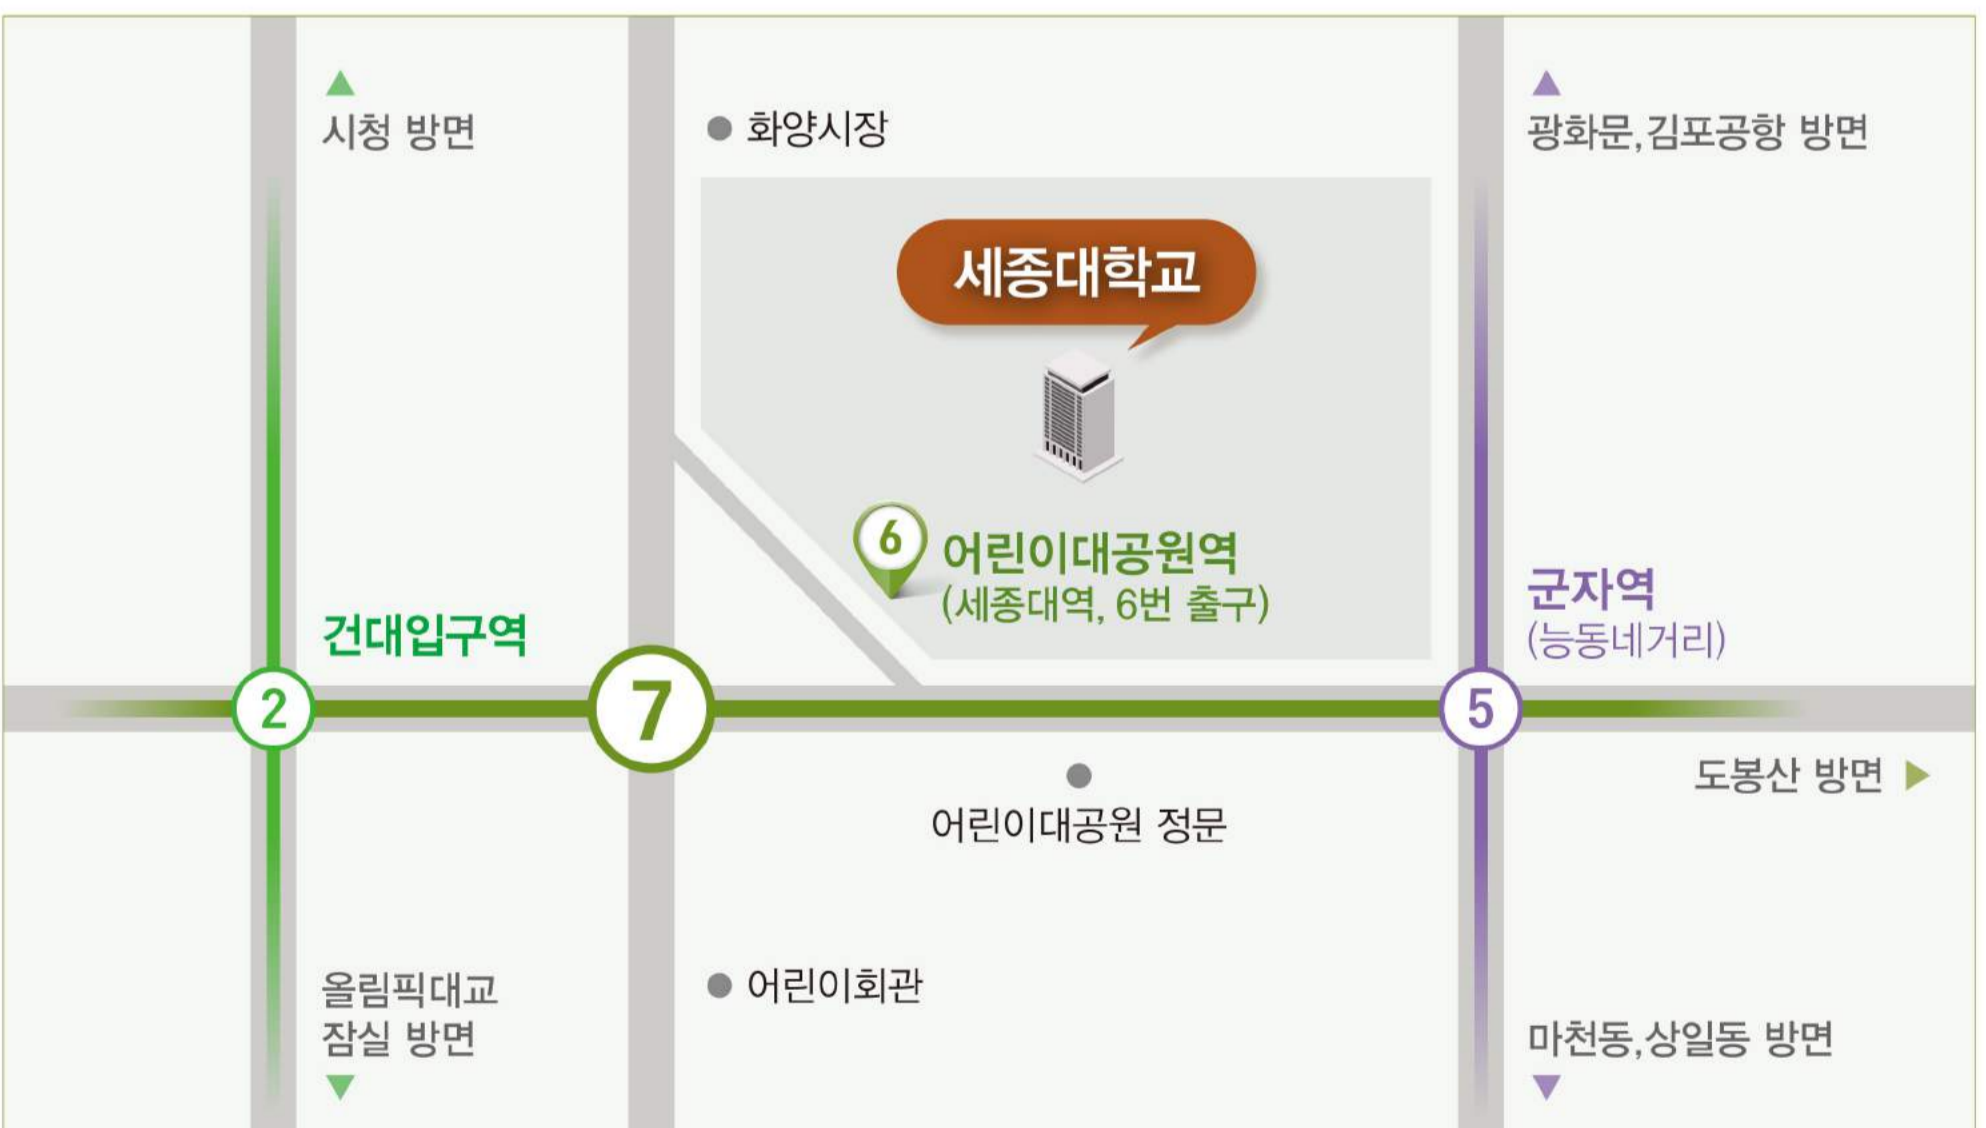 시청 방면
화양시장
광화문,김포공항 방면
세종대학교
6
어린이대공원역
(세종대역, 6번 출구)
군자역
(능동네거리)
건대입구역
2
7
5
도봉산 방면
어린이대공원 정문
올림픽대교
잠실 방면
어린이회관
마천동,상일동 방면